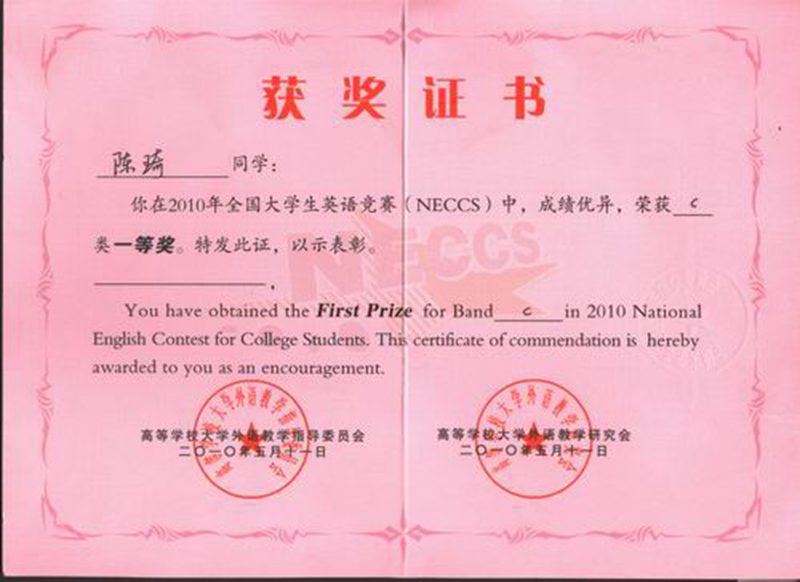 获奖证书
陈琦 同学：
你在2010年全国大学生英语竞赛（NECCS）中，成绩优异，荣获 C
类一等奖。特发此证，以示表彰。
NECCS
，
You have obtained the First Prize for Band C in 2010 National
English Contest for College Students. This certificate of commendation is hereby
awarded to you as an encouragement.
高等学校大学外语教学指导委员会
二〇一〇年五月十一日
高等学校大学外语教学研究会
二〇一〇年五月十一日